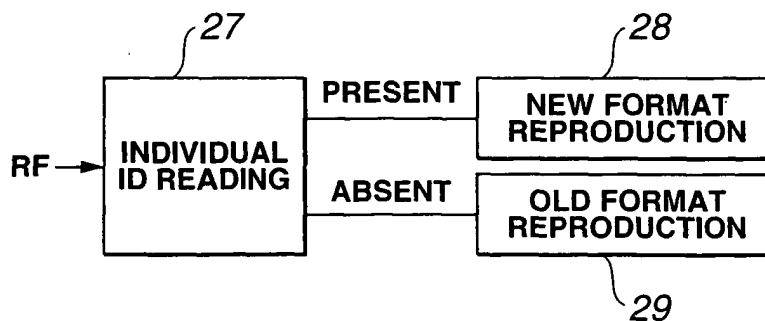 27
28
PRESENT
NEW FORMAT
REPRODUCTION
RF
INDIVIDUAL
ID READING
ABSENT
OLD FORMAT
REPRODUCTION
29